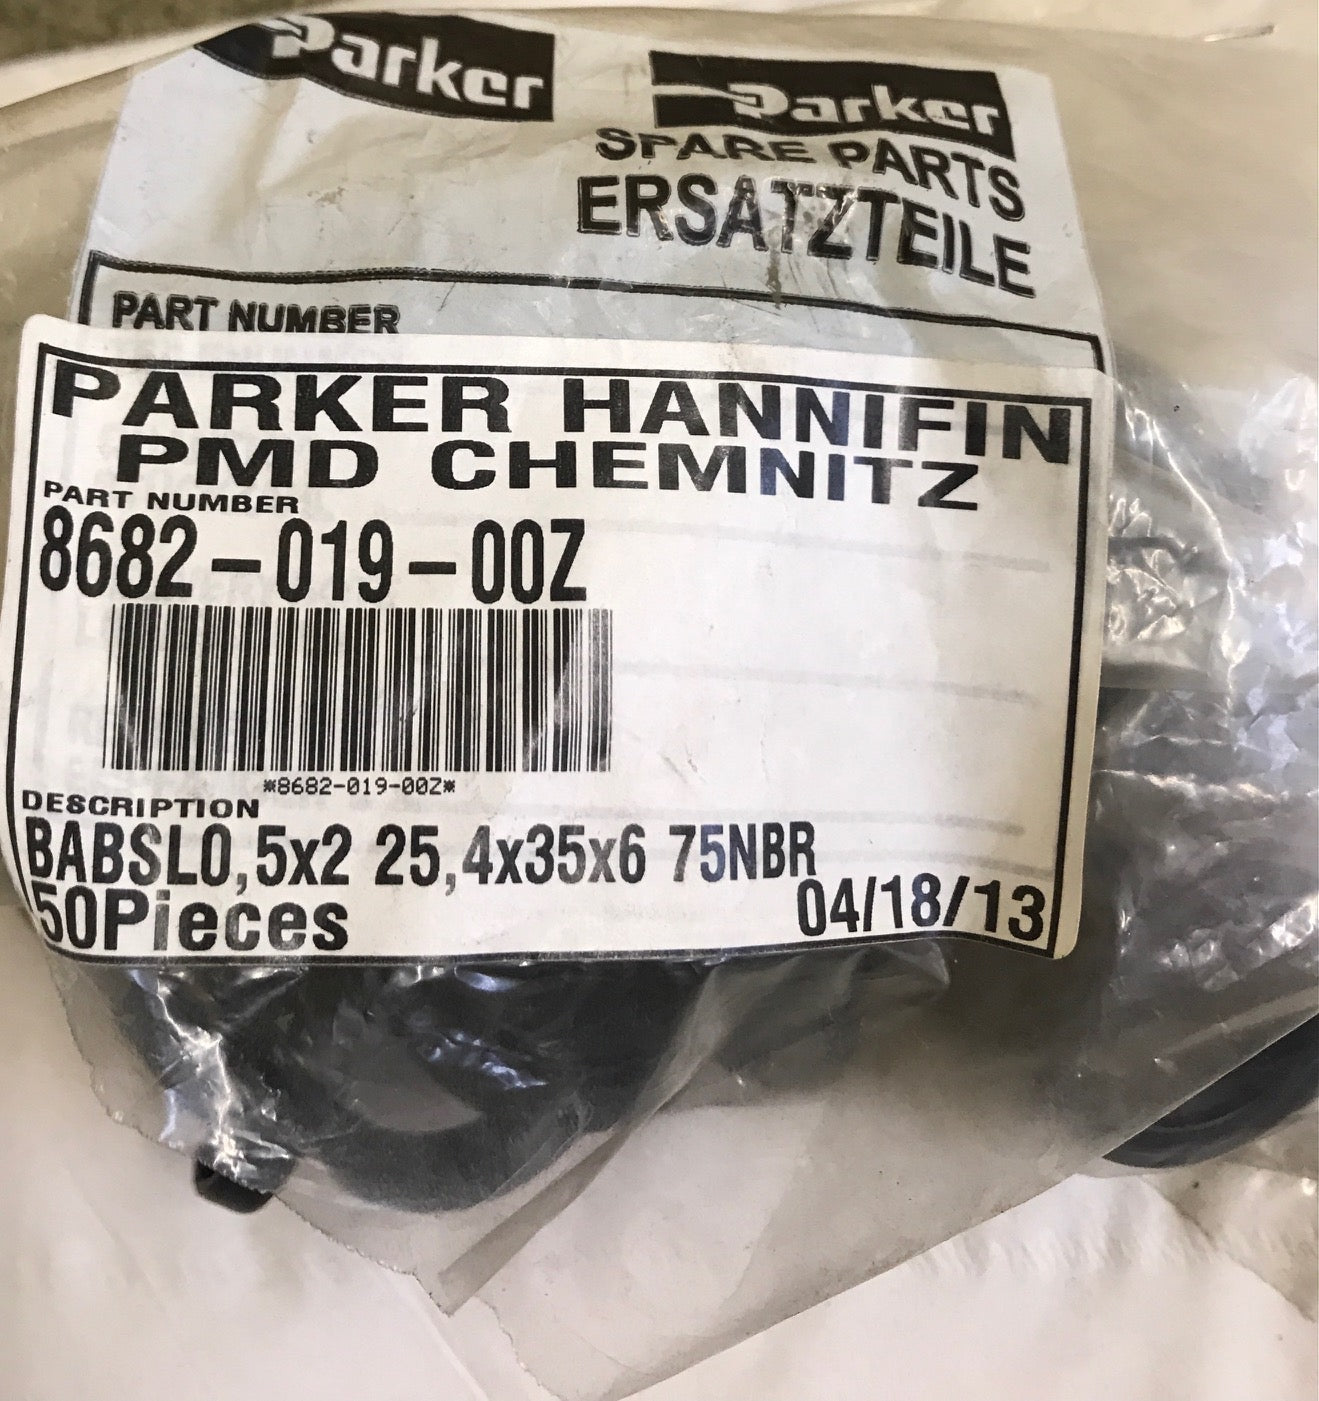 Parker
Parker
SPARE PARTS
ERSATZTEILE
PART NUMBER
PARKER HANNIFIN
PMD CHEMNITZ
PART NUMBER
8682-019-00Z
*8682-019-00Z*
DESCRIPTION
BABSL0,5x2 25,4x35x6 75NBR
50Pieces
04/18/13